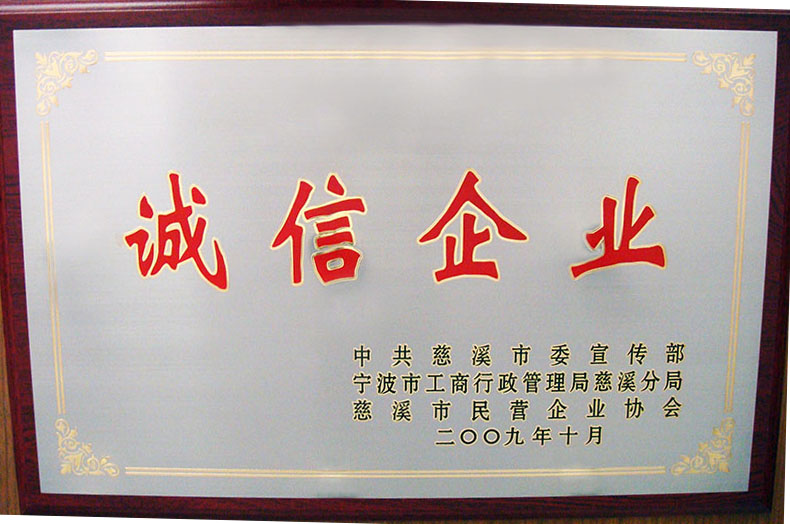 诚信企业
中共慈溪市委宣传部
宁波市工商行政管理局慈溪分局
慈溪市民营企业协会
二〇〇九年十月